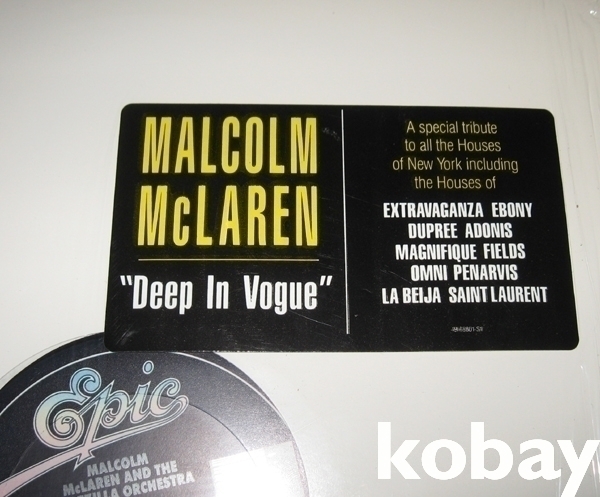 MALCOLM
McLAREN
"Deep In Vogue"
A special tribute
to all the Houses
of New York including
the Houses of
EXTRAVAGANZA EBONY
DUPREE ADONIS
MAGNIFIQUE FIELDS
OMNI PENARVIS
LA BEIJA SAINT LAURENT
Epic
MALCOLM
McLAREN AND THE
ORCHESTRA
kobay